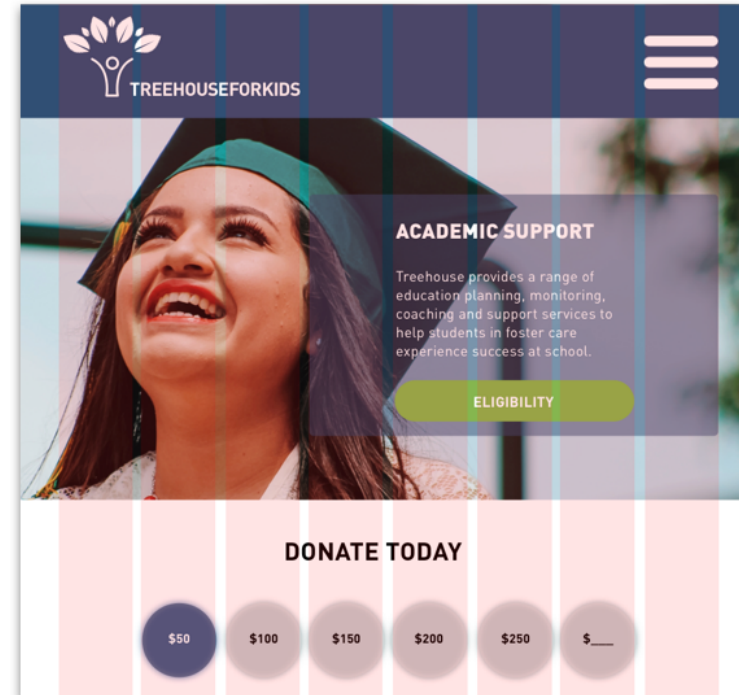 TREEHOUSEFORKIDS
ACADEMIC SUPPORT
Treehouse provides a range of
education planning, monitoring,
coaching and support services to
help students in foster care
experience success at school.
ELIGIBILITY
DONATE TODAY
$50 $100 $150 $200 $250 $___